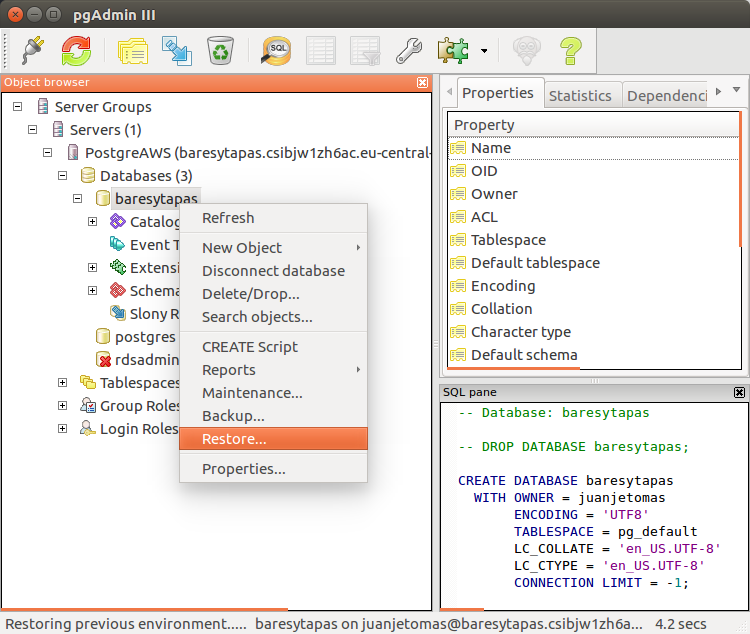 pgAdmin III
SQL
Object browser
Server Groups
Servers (1)
PostgreAWS (baresytapas.csibjw1zh6ac.eu-central-
Databases (3)
baresytapas
Catalog
Event T
Extensi
Schema
Slony R
postgres
rdsadmin
Tablespaces
Group Roles
Login Roles
Refresh
New Object
Disconnect database
Delete/Drop...
Search objects...
CREATE Script
Reports
Maintenance...
Backup...
Restore...
Properties...
Properties Statistics Dependenci
Property
Name
OID
Owner
ACL
Tablespace
Default tablespace
Encoding
Collation
Character type
Default schema
SQL pane
-- Database: baresytapas
-- DROP DATABASE baresytapas;
CREATE DATABASE baresytapas
WITH OWNER = juanjetomas
ENCODING = 'UTF8'
TABLESPACE = pg_default
LC_COLLATE = 'en_US.UTF-8'
LC_CTYPE = 'en_US.UTF-8'
CONNECTION LIMIT = -1;
Restoring previous environment..... baresytapas on juanjetomas@baresytapas.csibjw1zh6a... 4.2 secs